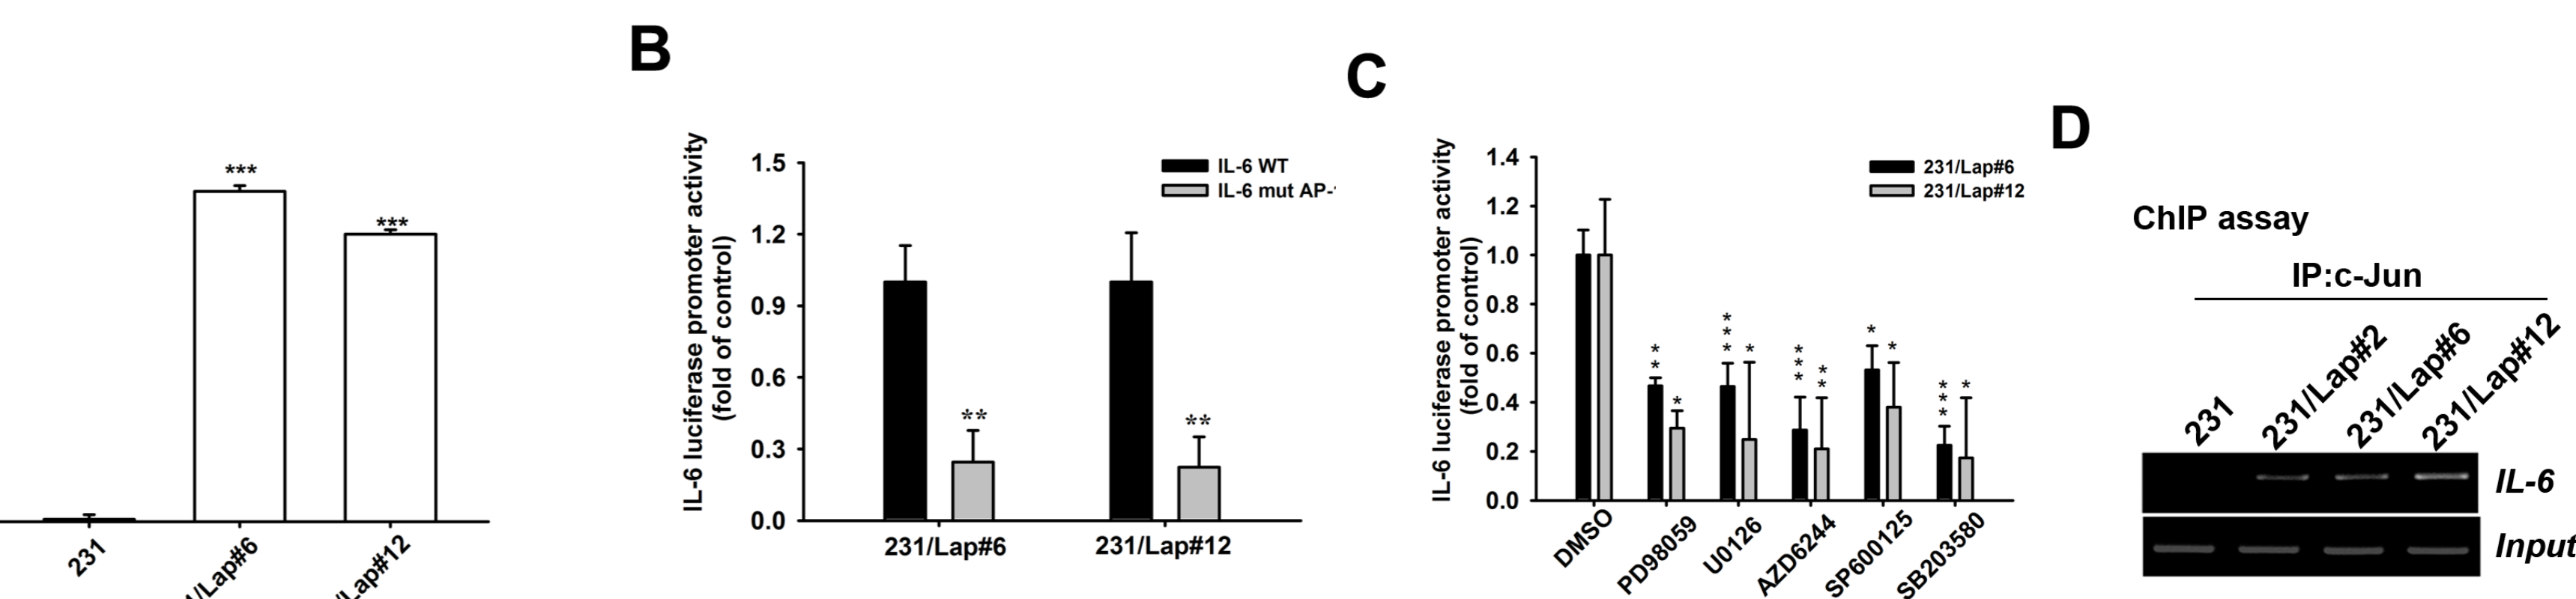 ***
***
231
/Lap#6
/Lap#12
B
IL-6 luciferase promoter activity
(fold of control)
1.5
1.2
0.9
0.6
0.3
0.0
IL-6 WT
IL-6 mut AP-
**
**
231/Lap#6
231/Lap#12
C
IL-6 luciferase promoter activity
(fold of control)
1.4
1.2
1.0
0.8
0.6
0.4
0.2
0.0
231/Lap#6
231/Lap#12
**
*
***
*
***
**
*
*
***
*
DMSO
PD98059
U0126
AZD6244
SP600125
SB203580
D
ChIP assay
IP:c-Jun
231
231/Lap#2
231/Lap#6
231/Lap#12
IL-6
Input